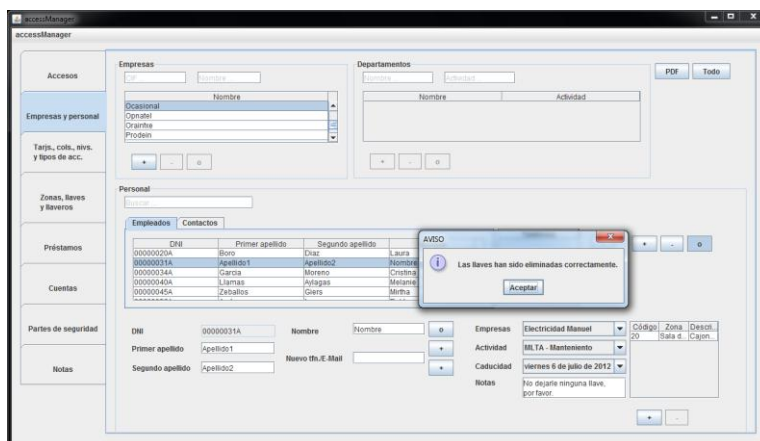 accessManager
accessManager
Accesos
Empresas y personal
Tarjs., cols., nivs.
y tipos de acc.
Zonas, llaves
y llaveros
Préstamos
Cuentas
Partes de seguridad
Notas
Empresas
CIF Nombre
Nombre
Ocasional
Opnatel
Orainfre
Prodein
+ - o
Departamentos
Nombre Actividad
Nombre Actividad
+ - o
PDF Todo
Personal
Buscar
Empleados Contactos
DNI Primer apellido Segundo apellido
00000020A Boro Diaz Laura
00000031A Apellido1 Apellido2 Nombre
00000034A Garcia Moreno Cristina
00000040A Llamas Aylagas Melanie
00000045A Zeballos Giers Mirtha
+ - o
AVISO
Las llaves han sido eliminadas correctamente.
Aceptar
DNI 00000031A
Primer apellido Apellido1
Segundo apellido Apellido2
Nombre Nombre o
+
Nuevo tfn./E-Mail +
Empresas Electricidad Manuel
Actividad MLTA - Manteniento
Caducidad viernes 6 de julio de 2012
Notas No dejarle ninguna llave,
por favor.
Código Zona Descri...
20 Sala d... Cajon...
+ -